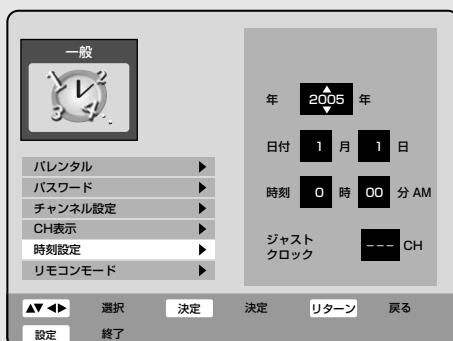 一般
パレンタル
パスワード
チャンネル設定
CH表示
時刻設定
リモコンモード
年 2005 年
日付 1 月 1 日
時刻 0 時 00 分 AM
ジャスト
クロック --- CH
▲▼ ◀▶ 選択 決定 決定 リターン 戻る
設定 終了